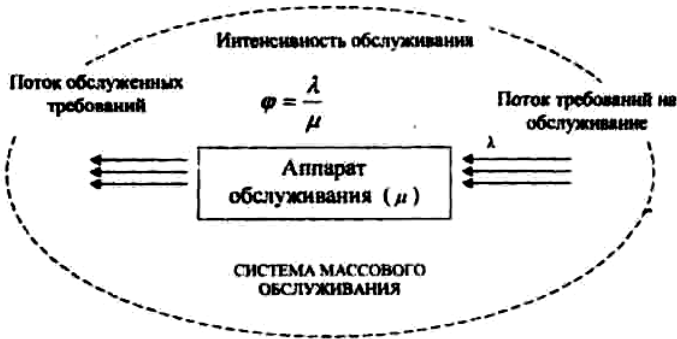 Интенсивность обслуживания
Поток обслуженных
требований
φ = λ / μ
Поток требований на
обслуживание
λ
Аппарат
обслуживания ( μ )
СИСТЕМА МАССОВОГО
ОБСЛУЖИВАНИЯ